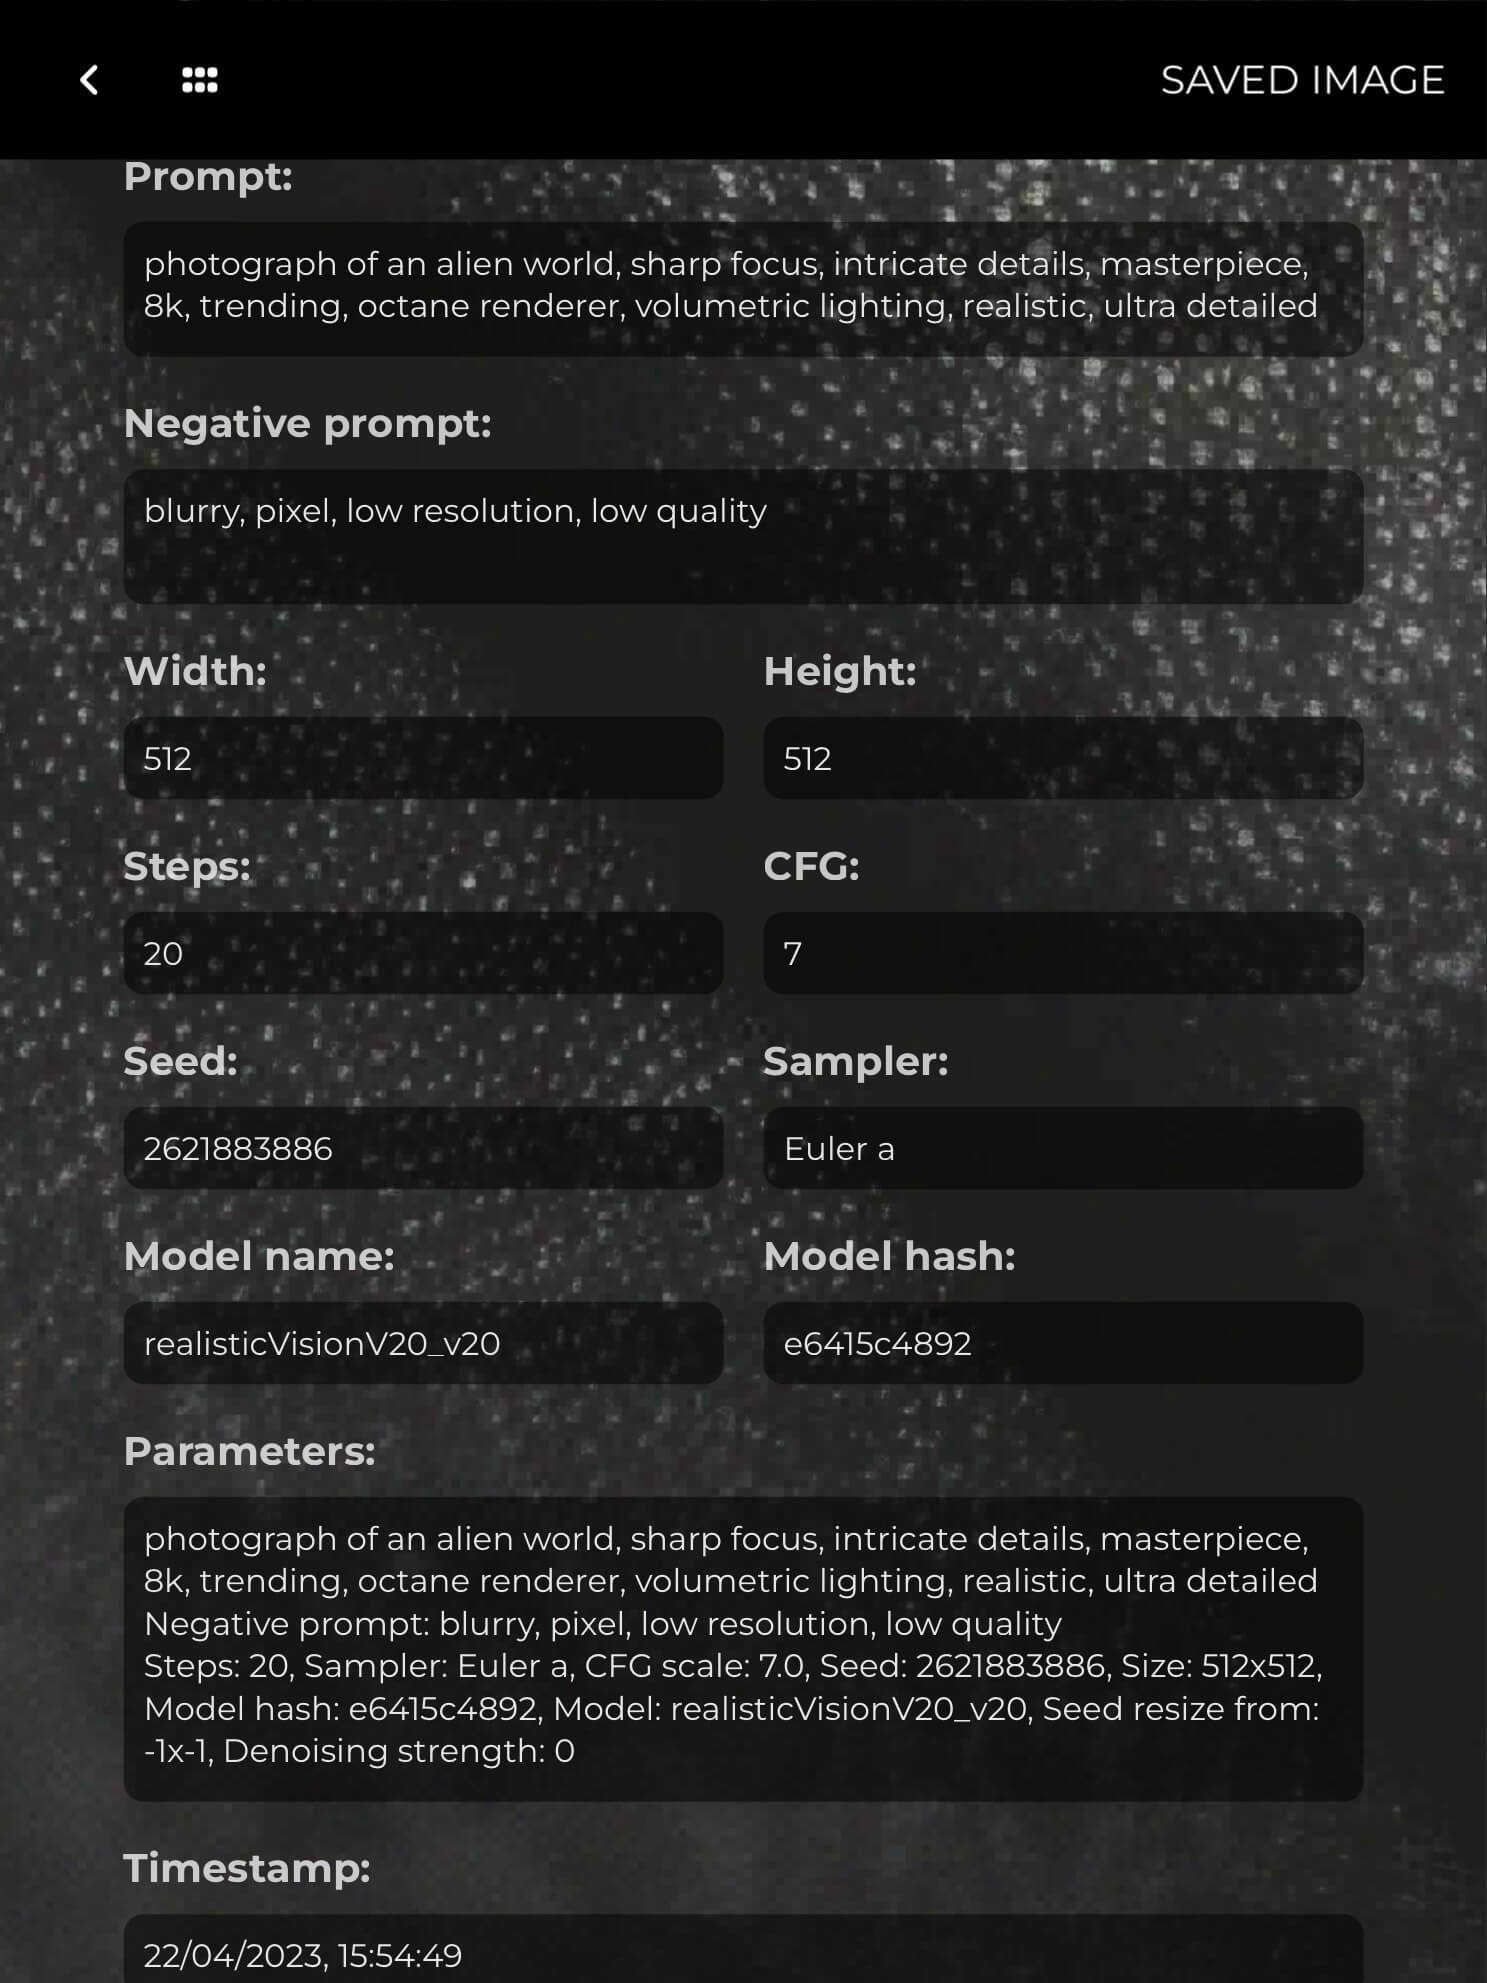 SAVED IMAGE
Prompt:
photograph of an alien world, sharp focus, intricate details, masterpiece,
8k, trending, octane renderer, volumetric lighting, realistic, ultra detailed
Negative prompt:
blurry, pixel, low resolution, low quality
Width:
Height:
512
512
Steps:
CFG:
20
7
Seed:
Sampler:
2621883886
Euler a
Model name:
Model hash:
realisticVisionV20_v20
e6415c4892
Parameters:
photograph of an alien world, sharp focus, intricate details, masterpiece,
8k, trending, octane renderer, volumetric lighting, realistic, ultra detailed
Negative prompt: blurry, pixel, low resolution, low quality
Steps: 20, Sampler: Euler a, CFG scale: 7.0, Seed: 2621883886, Size: 512x512,
Model hash: e6415c4892, Model: realisticVisionV20_v20, Seed resize from:
-1x-1, Denoising strength: 0
Timestamp:
22/04/2023, 15:54:49